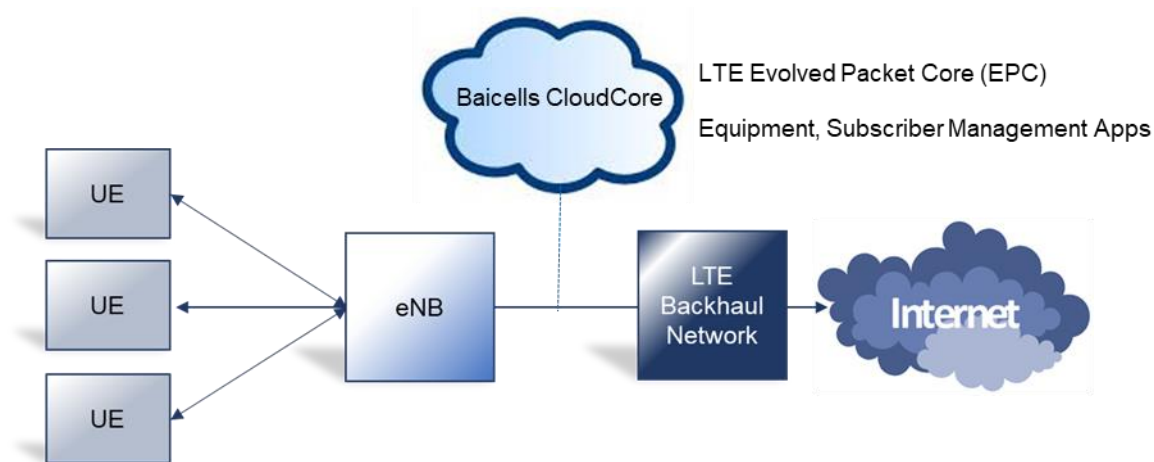 Baicells CloudCore
LTE Evolved Packet Core (EPC)
Equipment, Subscriber Management Apps
UE
UE
UE
eNB
LTE
Backhaul
Network
Internet